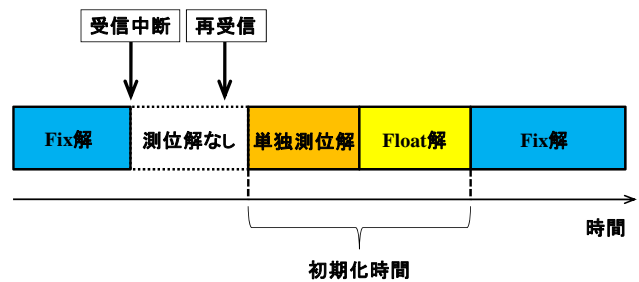 受信中断
再受信
Fix解
測位解なし
単独測位解
Float解
Fix解
時間
初期化時間